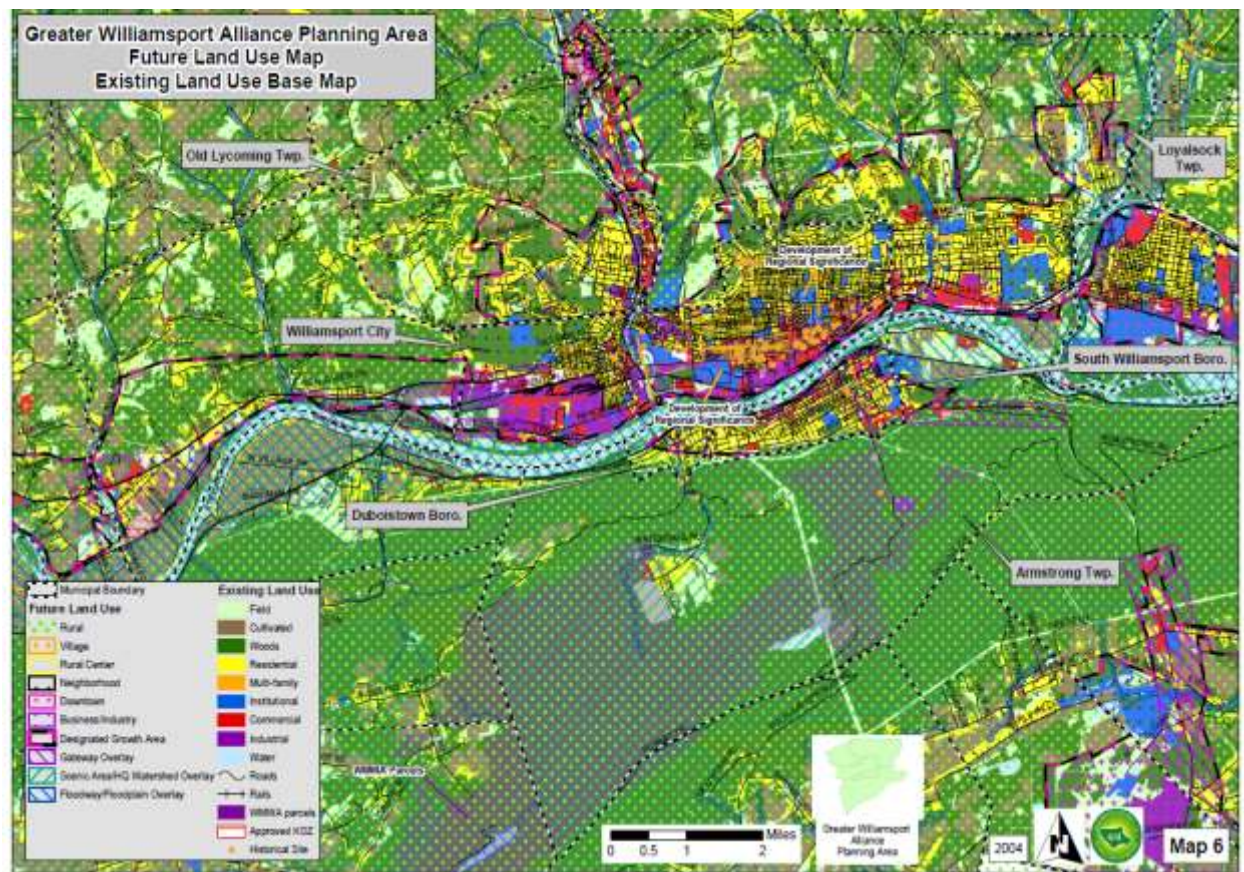 Greater Williamsport Alliance Planning Area
Future Land Use Map
Existing Land Use Base Map
Old Lycoming Twp.
Loyalsock
Twp.
Development of
Regional Significance
Williamsport City
South Williamsport Boro.
Development of
Regional Significance
Duboistown Boro.
Armstrong Twp.
WMWA Parcels
Municipal Boundary
Future Land Use
Rural
Village
Rural Center
Neighborhood
Downtown
Business/Industry
Designated Growth Area
Gateway Overlay
Scenic Area/HQ Watershed Overlay
Floodway/Floodplain Overlay
Existing Land Use
Field
Cultivated
Woods
Residential
Multi-family
Institutional
Commercial
Industrial
Water
Roads
Rails
WMWA parcels
Approved KOZ
Historical Site
Miles
0 0.5 1 2
Greater Williamsport
Alliance
Planning Area
2004
N
Map 6